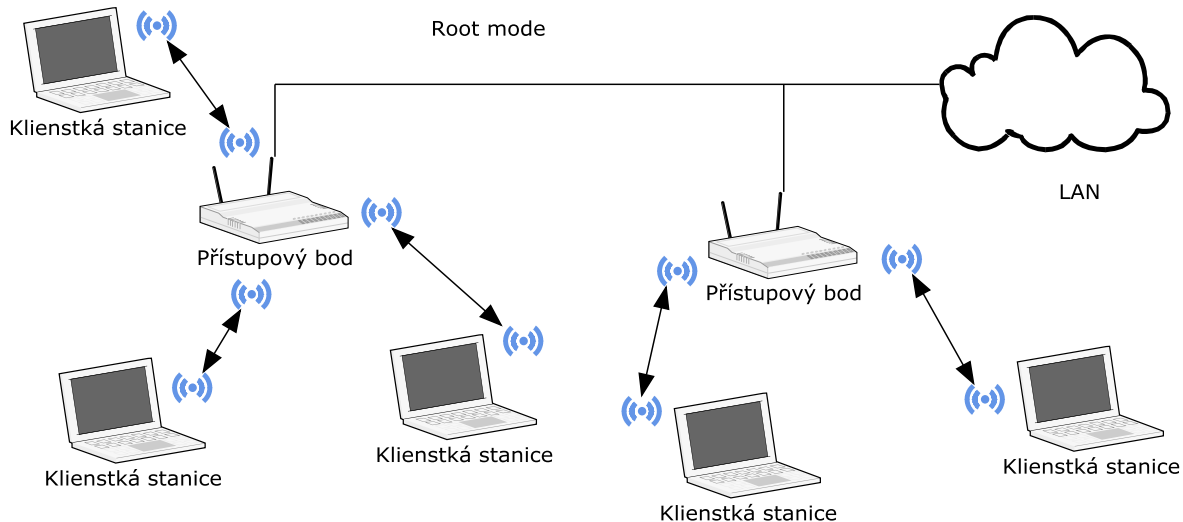 Root mode
Klienstká stanice
LAN
Přístupový bod
Přístupový bod
Klienstká stanice
Klienstká stanice
Klienstká stanice
Klienstká stanice